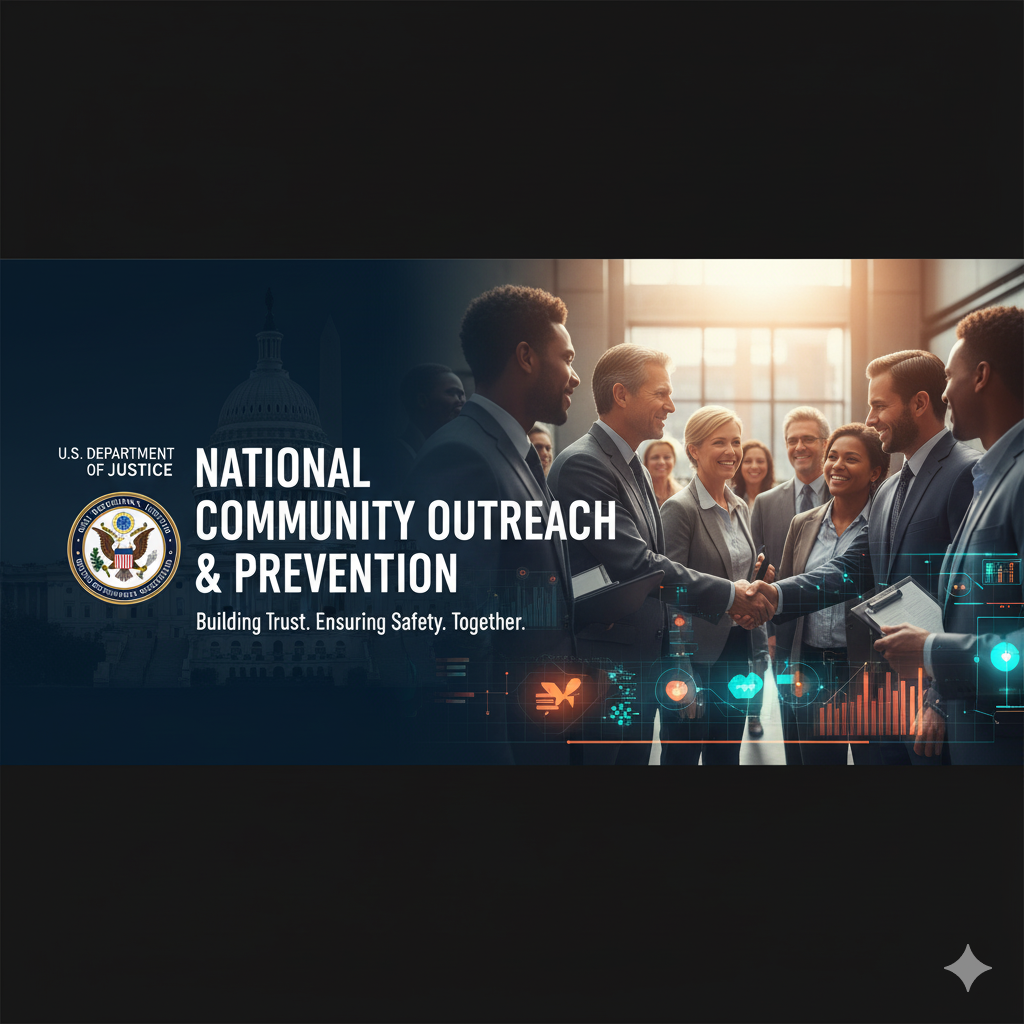 U.S. DEPARTMENT
OF JUSTICE
NATIONAL
COMMUNITY OUTREACH
& PREVENTION
Building Trust. Ensuring Safety. Together.